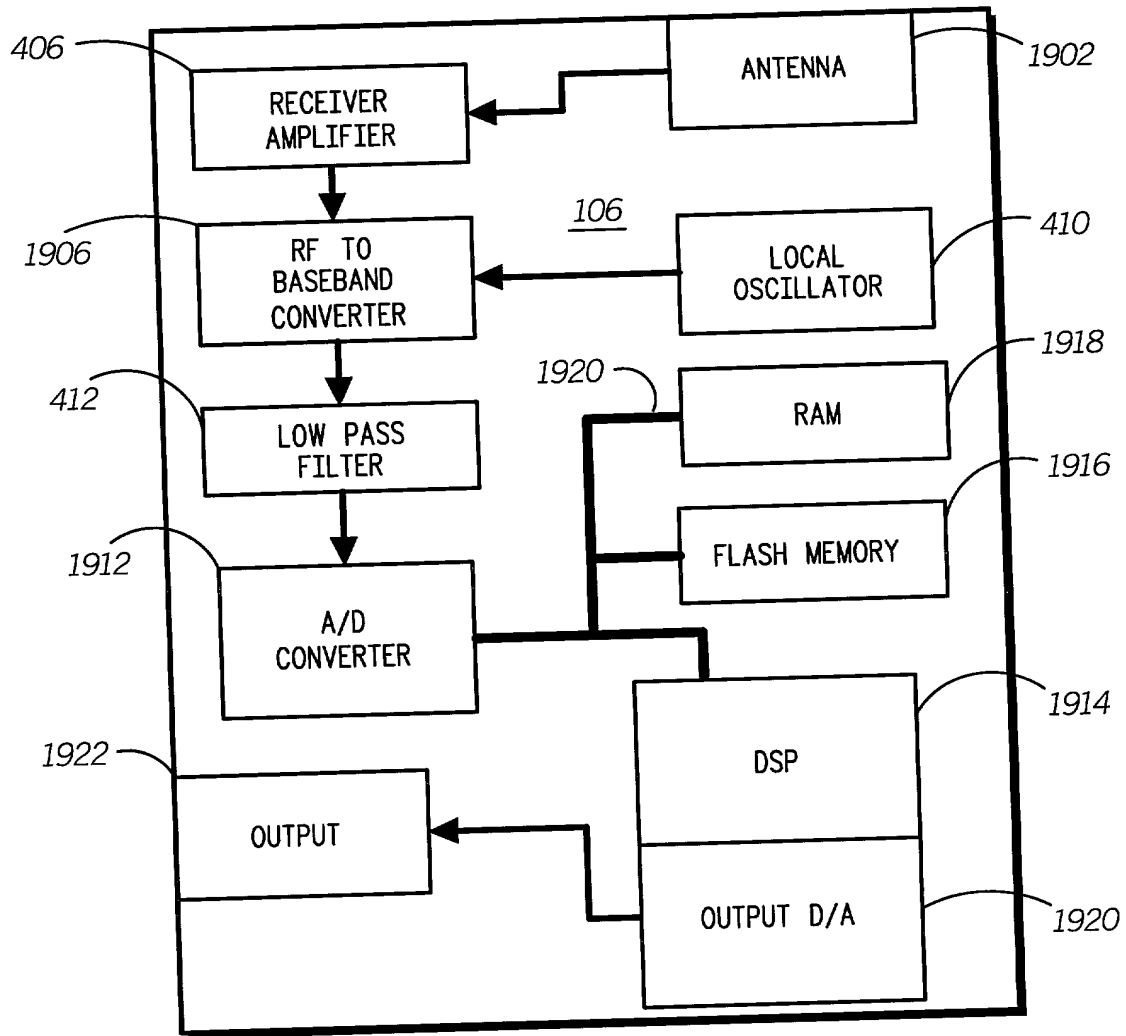 406
RECEIVER
AMPLIFIER
ANTENNA
1902
1906
RF TO
BASEBAND
CONVERTER
106
LOCAL
OSCILLATOR
410
412
LOW PASS
FILTER
1920
RAM
1918
1912
A/D
CONVERTER
FLASH MEMORY
1916
1922
OUTPUT
DSP
1914
OUTPUT D/A
1920